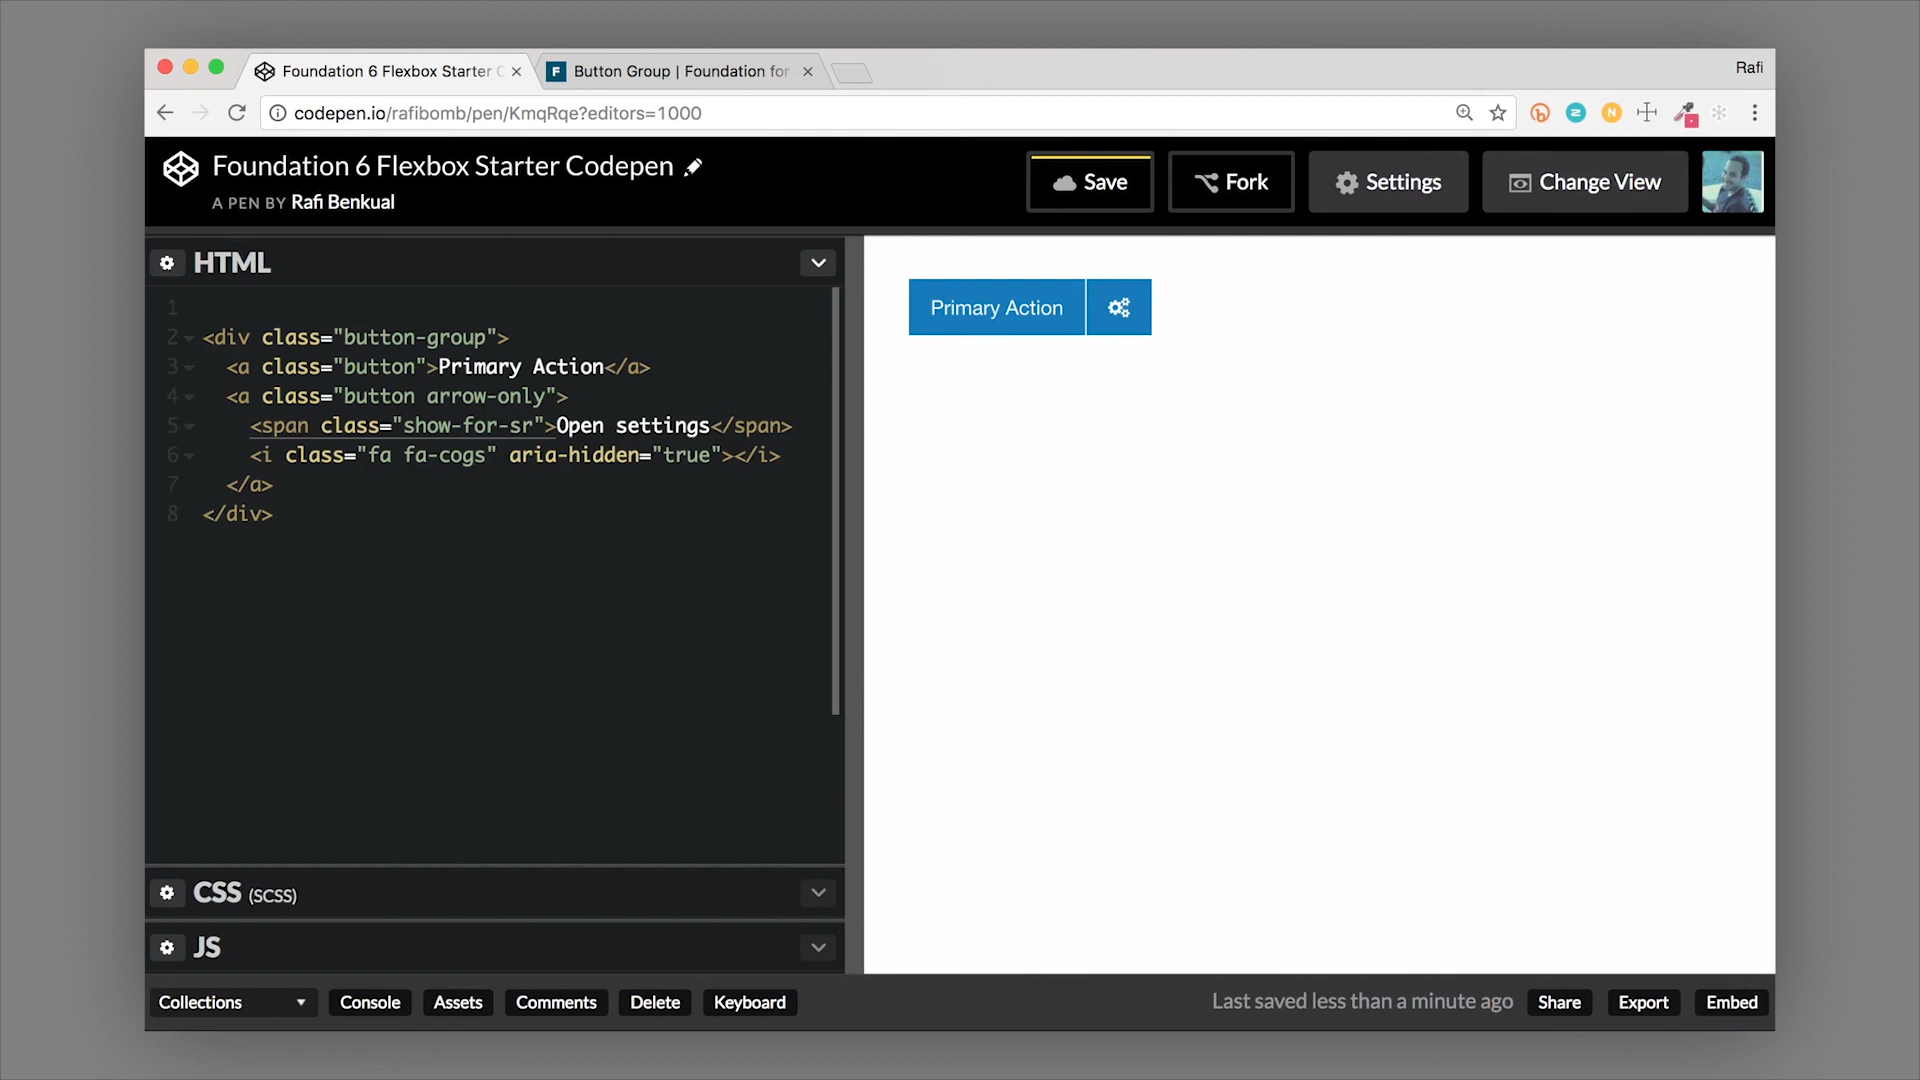 Foundation 6 Flexbox Starter C
Button Group | Foundation for
Rafi
codepen.io/rafibomb/pen/KmqRqe?editors=1000
Foundation 6 Flexbox Starter Codepen
A PEN BY Rafi Benkual
Save
Fork
Settings
Change View
HTML
1
2 <div class="button-group">
3 <a class="button">Primary Action</a>
4 <a class="button arrow-only">
5 <span class="show-for-sr">Open settings</span>
6 <i class="fa fa-cogs" aria-hidden="true"></i>
7 </a>
8 </div>
Primary Action
CSS (SCSS)
JS
Collections
Console
Assets
Comments
Delete
Keyboard
Last saved less than a minute ago
Share
Export
Embed